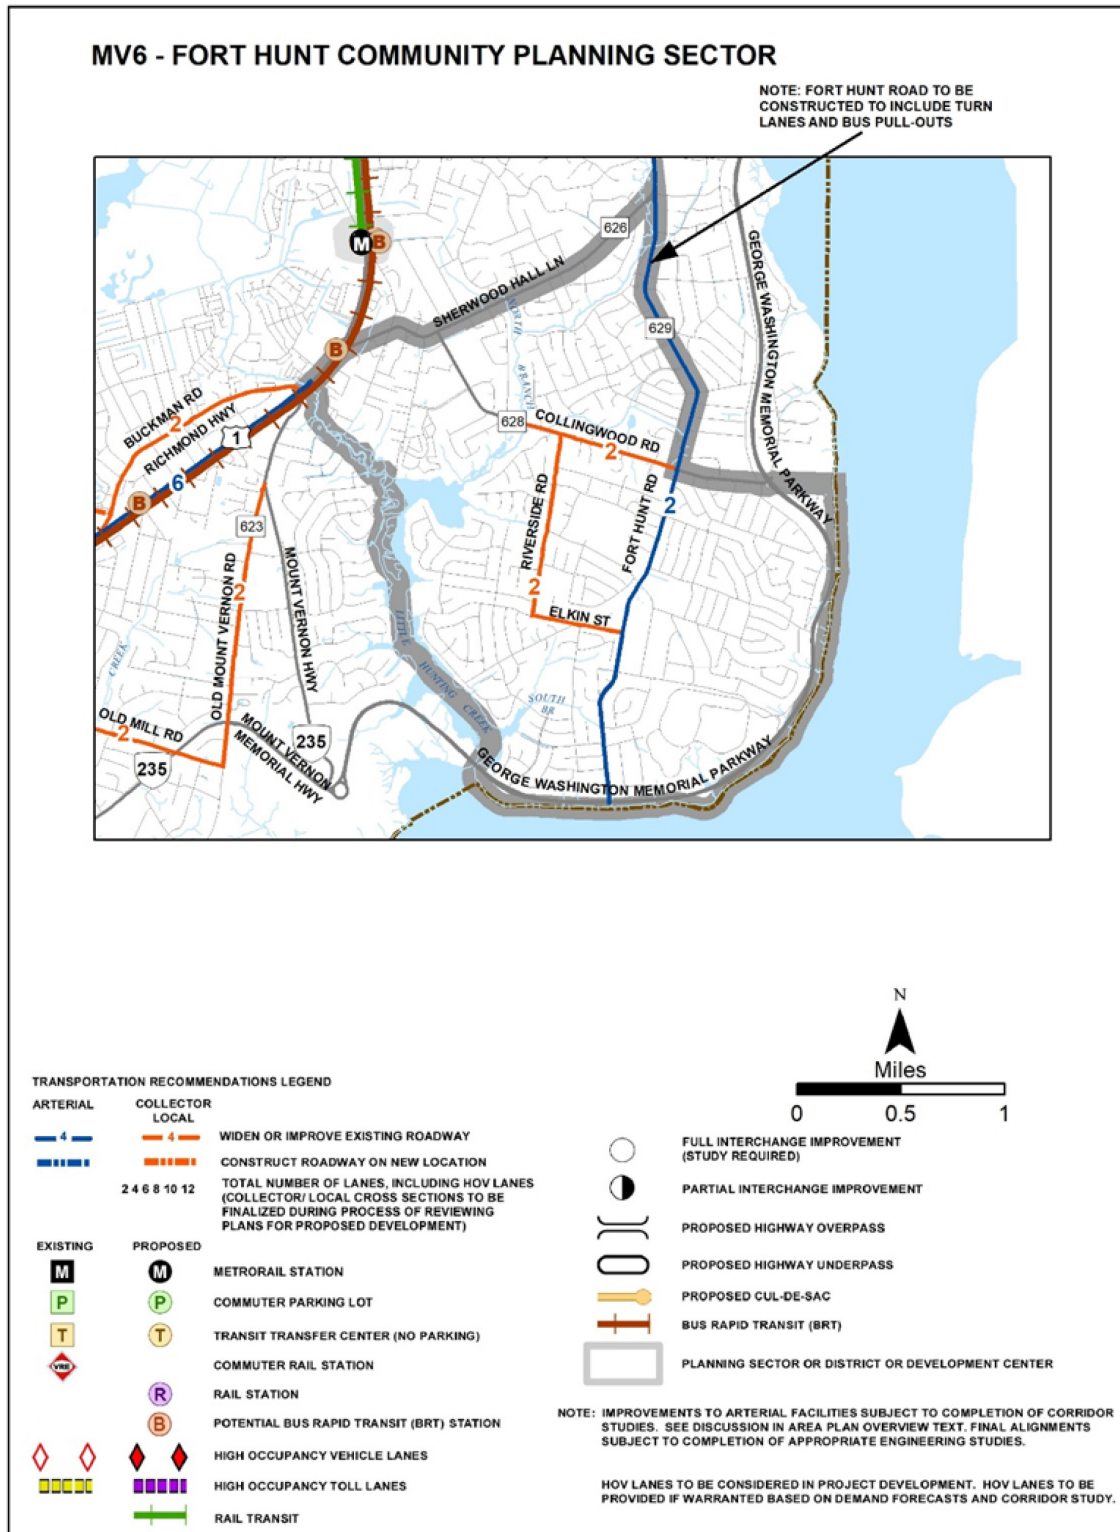 MV6 - FORT HUNT COMMUNITY PLANNING SECTOR
NOTE: FORT HUNT ROAD TO BE
CONSTRUCTED TO INCLUDE TURN
LANES AND BUS PULL-OUTS
M
B
626
SHERWOOD HALL LN
NORTH
BRANCH
GEORGE WASHINGTON MEMORIAL PARKWAY
629
B
BUCKMAN RD
2
RICHMOND HWY
1
6
B
628
COLLINGWOOD RD
2
RIVERSIDE RD
2
FORT HUNT RD
2
ELKIN ST
623
OLD MOUNT VERNON RD
2
MOUNT VERNON HWY
LITTLE
HUNTING
CREEK
CREEK
SOUTH
BR
OLD MILL RD
2
235
235
MOUNT VERNON
MEMORIAL HWY
GEORGE WASHINGTON MEMORIAL PARKWAY
N
Miles
0 0.5 1
TRANSPORTATION RECOMMENDATIONS LEGEND
ARTERIAL
COLLECTOR
LOCAL
4 4 WIDEN OR IMPROVE EXISTING ROADWAY
CONSTRUCT ROADWAY ON NEW LOCATION
2 4 6 8 10 12 TOTAL NUMBER OF LANES, INCLUDING HOV LANES
(COLLECTOR/ LOCAL CROSS SECTIONS TO BE
FINALIZED DURING PROCESS OF REVIEWING
PLANS FOR PROPOSED DEVELOPMENT)
EXISTING PROPOSED
M M METRORAIL STATION
P P COMMUTER PARKING LOT
T T TRANSIT TRANSFER CENTER (NO PARKING)
VRE COMMUTER RAIL STATION
R RAIL STATION
B POTENTIAL BUS RAPID TRANSIT (BRT) STATION
HIGH OCCUPANCY VEHICLE LANES
HIGH OCCUPANCY TOLL LANES
RAIL TRANSIT
FULL INTERCHANGE IMPROVEMENT
(STUDY REQUIRED)
PARTIAL INTERCHANGE IMPROVEMENT
PROPOSED HIGHWAY OVERPASS
PROPOSED HIGHWAY UNDERPASS
PROPOSED CUL-DE-SAC
BUS RAPID TRANSIT (BRT)
PLANNING SECTOR OR DISTRICT OR DEVELOPMENT CENTER
NOTE: IMPROVEMENTS TO ARTERIAL FACILITIES SUBJECT TO COMPLETION OF CORRIDOR
STUDIES. SEE DISCUSSION IN AREA PLAN OVERVIEW TEXT. FINAL ALIGNMENTS
SUBJECT TO COMPLETION OF APPROPRIATE ENGINEERING STUDIES.
HOV LANES TO BE CONSIDERED IN PROJECT DEVELOPMENT. HOV LANES TO BE
PROVIDED IF WARRANTED BASED ON DEMAND FORECASTS AND CORRIDOR STUDY.